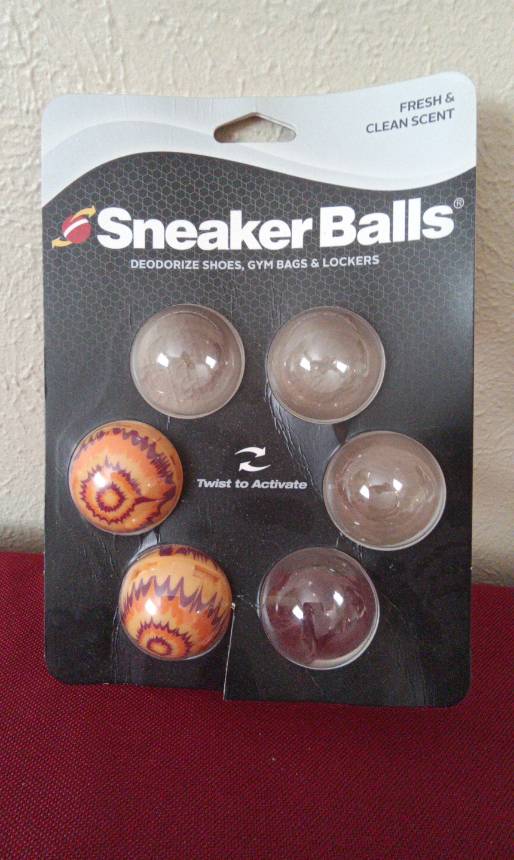 FRESH &
CLEAN SCENT
Sneaker Balls®
DEODORIZE SHOES, GYM BAGS & LOCKERS
Twist to Activate